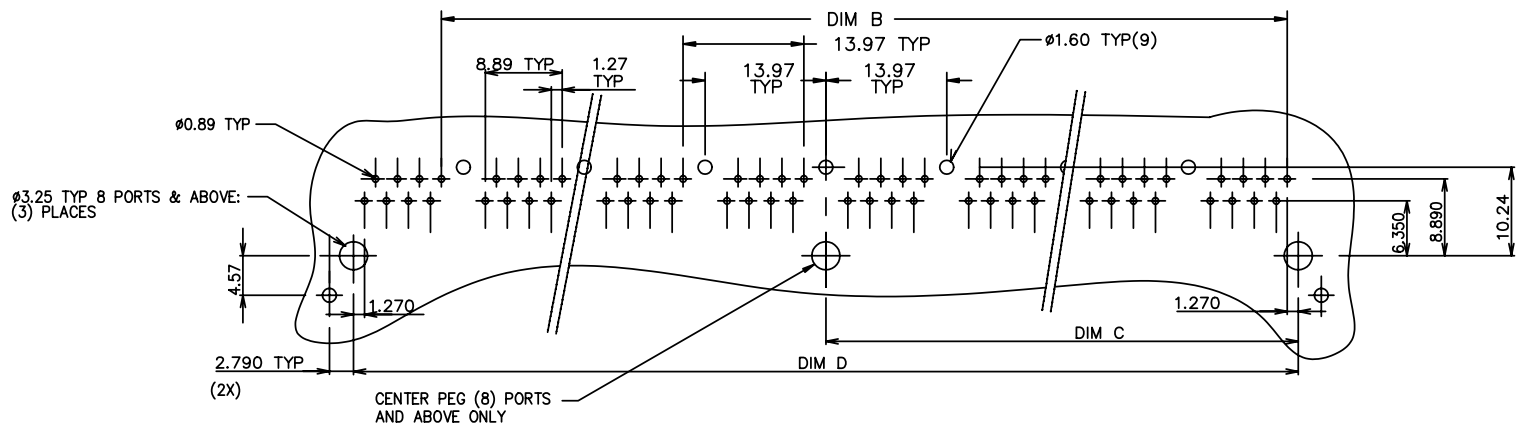 DIM B
13.97 TYP
ø1.60 TYP(9)
8.89 TYP
1.27
TYP
13.97
TYP
13.97
TYP
ø0.89 TYP
ø3.25 TYP 8 PORTS & ABOVE:
(3) PLACES
6.350
8.890
10.24
4.57
1.270
1.270
DIM C
2.790 TYP
(2X)
DIM D
CENTER PEG (8) PORTS
AND ABOVE ONLY